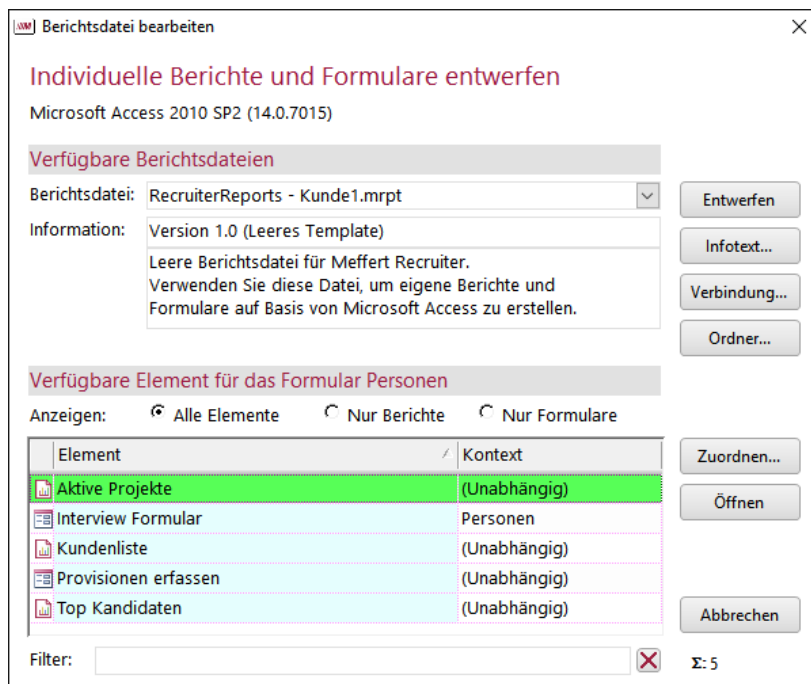 Berichtsdatei bearbeiten
Individuelle Berichte und Formulare entwerfen
Microsoft Access 2010 SP2 (14.0.7015)
Verfügbare Berichtsdateien
Berichtsdatei: RecruiterReports - Kunde1.mrpt Entwerfen
Information: Version 1.0 (Leeres Template) Infotext...
Leere Berichtsdatei für Meffert Recruiter.
Verwenden Sie diese Datei, um eigene Berichte und Verbindung...
Formulare auf Basis von Microsoft Access zu erstellen.
Ordner...
Verfügbare Element für das Formular Personen
Anzeigen: Alle Elemente Nur Berichte Nur Formulare
Element Kontext Zuordnen...
Aktive Projekte (Unabhängig) Öffnen
Interview Formular Personen
Kundenliste (Unabhängig)
Provisionen erfassen (Unabhängig)
Top Kandidaten (Unabhängig) Abbrechen
Filter: Σ: 5